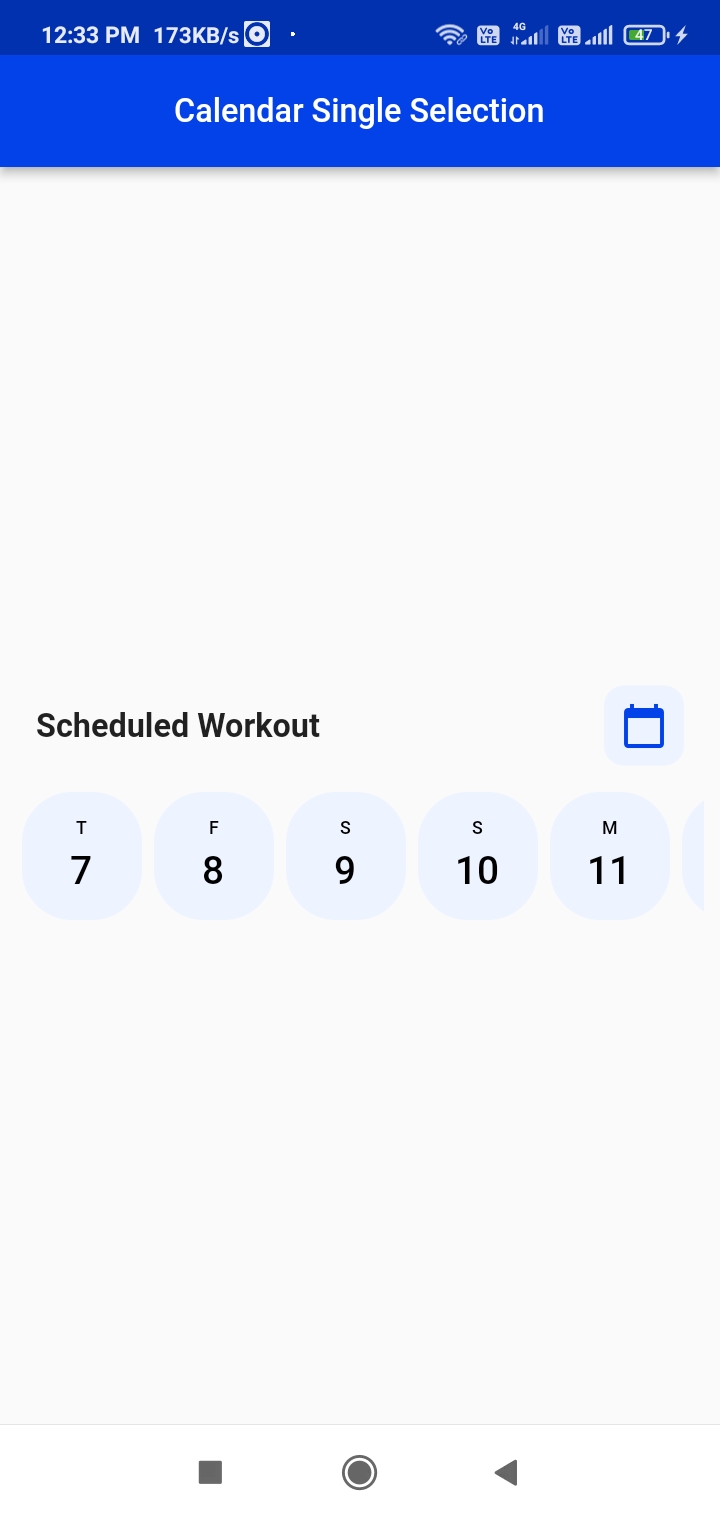 12:33 PM 173KB/s Vo LTE 4G Vo LTE 47
Calendar Single Selection
Scheduled Workout
T F S S M
7 8 9 10 11